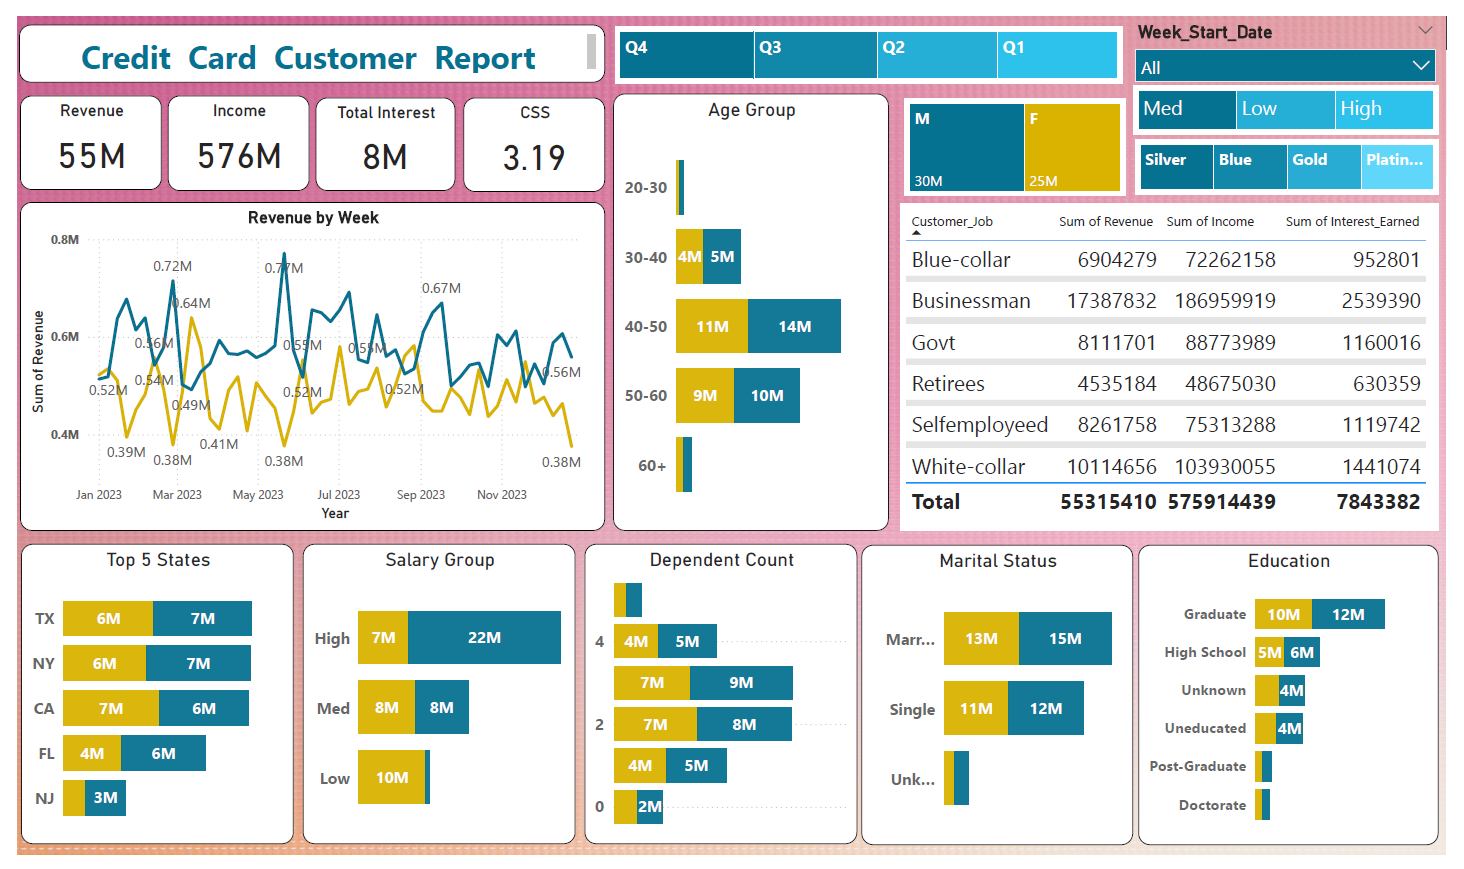 Credit Card Customer Report
Q4
Q3
Q2
Q1
Week_Start_Date
All
Med
Low
High
Silver
Blue
Gold
Platin...
M
30M
F
25M
Revenue
55M
Income
576M
Total Interest
8M
CSS
3.19
Revenue by Week
Sum of Revenue
0.8M
0.6M
0.4M
0.72M
0.77M
0.67M
0.64M
0.56M
0.55M
0.55M
0.54M
0.52M
0.49M
0.52M
0.52M
0.56M
0.39M
0.38M
0.41M
0.38M
0.38M
Jan 2023
Mar 2023
May 2023
Jul 2023
Sep 2023
Nov 2023
Year
Age Group
20-30
30-40 4M 5M
40-50 11M 14M
50-60 9M 10M
60+
Customer_Job Sum of Revenue Sum of Income Sum of Interest_Earned
Blue-collar 6904279 72262158 952801
Businessman 17387832 186959919 2539390
Govt 8111701 88773989 1160016
Retirees 4535184 48675030 630359
Selfemployeed 8261758 75313288 1119742
White-collar 10114656 103930055 1441074
Total 55315410 575914439 7843382
Top 5 States
TX 6M 7M
NY 6M 7M
CA 7M 6M
FL 4M 6M
NJ 3M
Salary Group
High 7M 22M
Med 8M 8M
Low 10M
Dependent Count
4 4M 5M
7M 9M
2 7M 8M
4M 5M
0 2M
Marital Status
Marr... 13M 15M
Single 11M 12M
Unk...
Education
Graduate 10M 12M
High School 5M 6M
Unknown 4M
Uneducated 4M
Post-Graduate
Doctorate